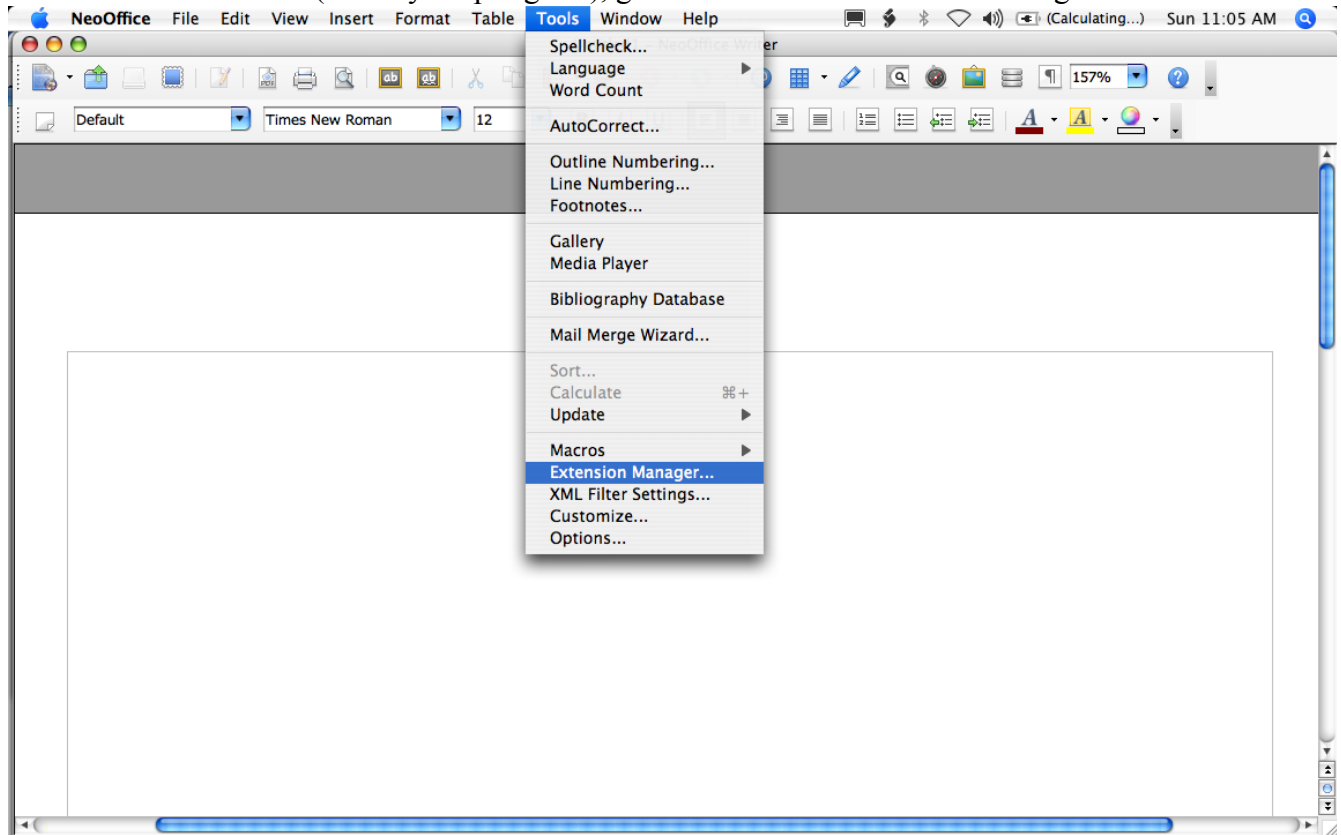 NeoOffice File Edit View Insert Format Table Tools Window Help (Calculating...) Sun 11:05 AM
NeoOffice Writer
157%
Default Times New Roman 12
Spellcheck...
Language
Word Count
AutoCorrect...
Outline Numbering...
Line Numbering...
Footnotes...
Gallery
Media Player
Bibliography Database
Mail Merge Wizard...
Sort...
Calculate ⌘+
Update
Macros
Extension Manager...
XML Filter Settings...
Customize...
Options...